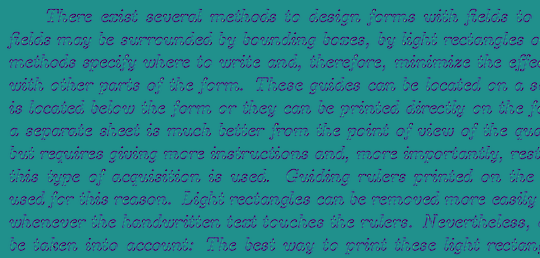 There exist several methods to design forms with fields to
fields may be surrounded by bounding boxes, by light rectangles o
methods specify where to write and, therefore, minimize the effe
with other parts of the form. These guides can be located on a s
is located below the form or they can be printed directly on the fo
a separate sheet is much better from the point of view of the qua
but requires giving more instructions and, more importantly, rest
this type of acquisition is used. Guiding rulers printed on the
used for this reason. Light rectangles can be removed more easily
whenever the handwritten text touches the rulers. Nevertheless,
be taken into account: The best way to print these light rectang